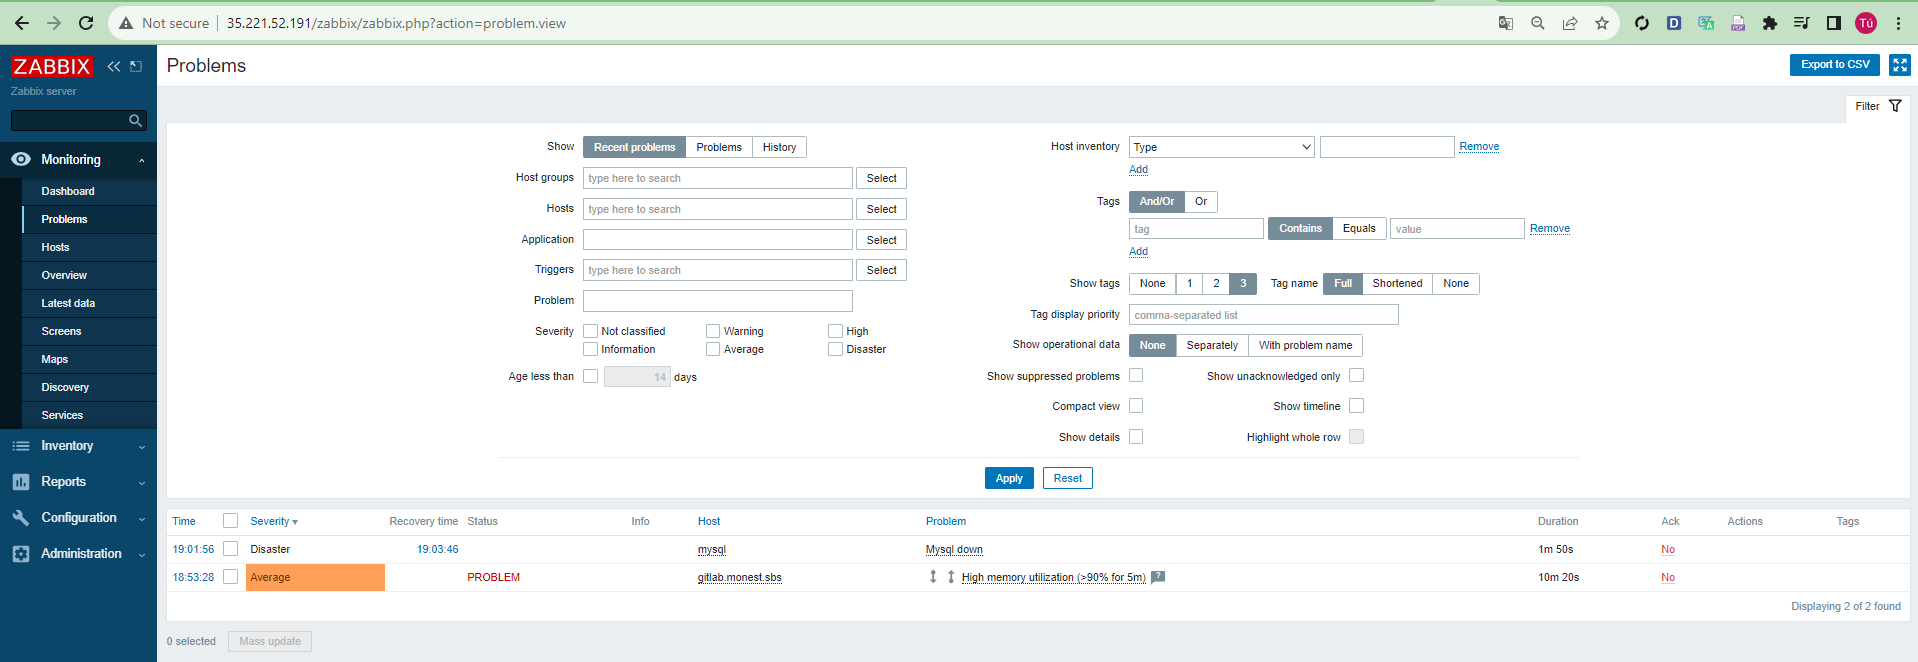 Not secure | 35.221.52.191/zabbix/zabbix.php?action=problem.view
Tú
ZABBIX
Zabbix server
Monitoring
Dashboard
Problems
Hosts
Overview
Latest data
Screens
Maps
Discovery
Services
Inventory
Reports
Configuration
Administration
Problems
Export to CSV
Filter
Show Recent problems Problems History
Host groups type here to search Select
Hosts type here to search Select
Application Select
Triggers type here to search Select
Problem
Severity Not classified Warning High
Information Average Disaster
Age less than 14 days
Host inventory Type Remove
Add
Tags And/Or Or
tag Contains Equals value Remove
Add
Show tags None 1 2 3 Tag name Full Shortened None
Tag display priority comma-separated list
Show operational data None Separately With problem name
Show suppressed problems Show unacknowledged only
Compact view Show timeline
Show details Highlight whole row
Apply Reset
Time Severity Recovery time Status Info Host Problem Duration Ack Actions Tags
19:01:56 Disaster 19:03:46 mysql Mysql down 1m 50s No
18:53:28 Average PROBLEM gitlab.monest.sbs High memory utilization (>90% for 5m) ? 10m 20s No
Displaying 2 of 2 found
0 selected Mass update